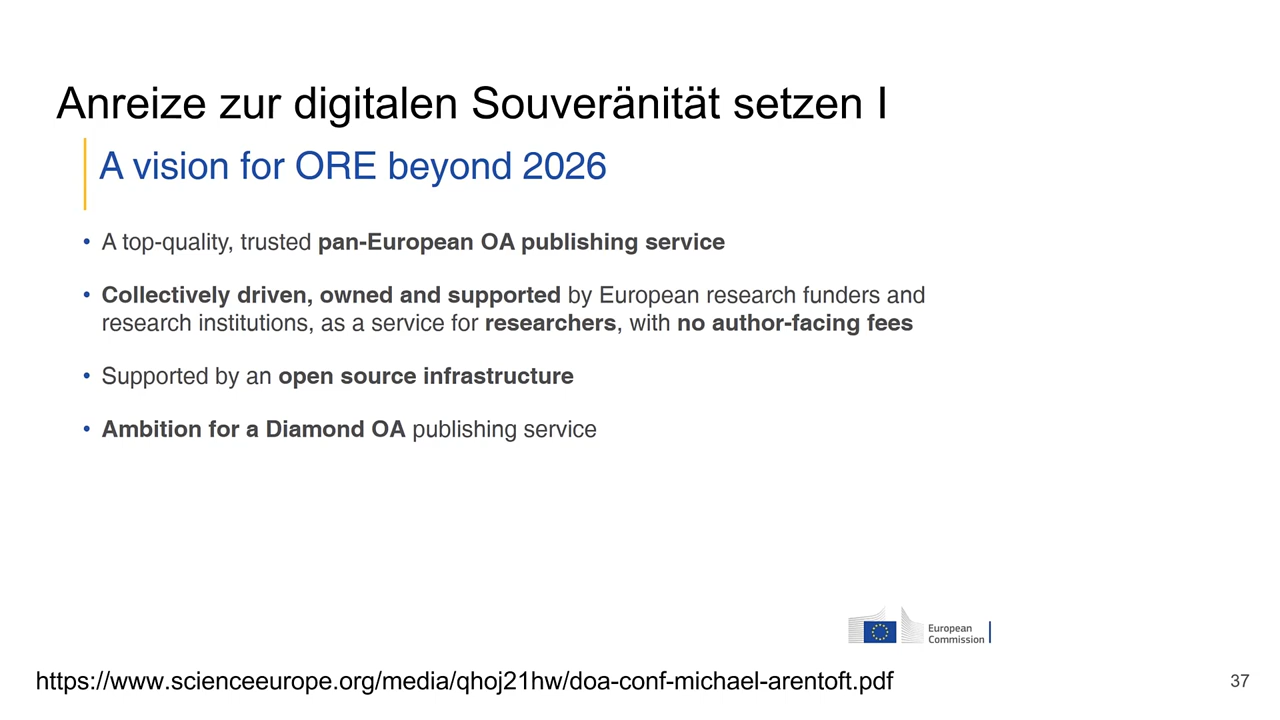 Anreize zur digitalen Souveränität setzen I
A vision for ORE beyond 2026
• A top-quality, trusted pan-European OA publishing service
• Collectively driven, owned and supported by European research funders and
research institutions, as a service for researchers, with no author-facing fees
• Supported by an open source infrastructure
• Ambition for a Diamond OA publishing service
European
Commission
https://www.scienceeurope.org/media/qhoj21hw/doa-conf-michael-arentoft.pdf
37